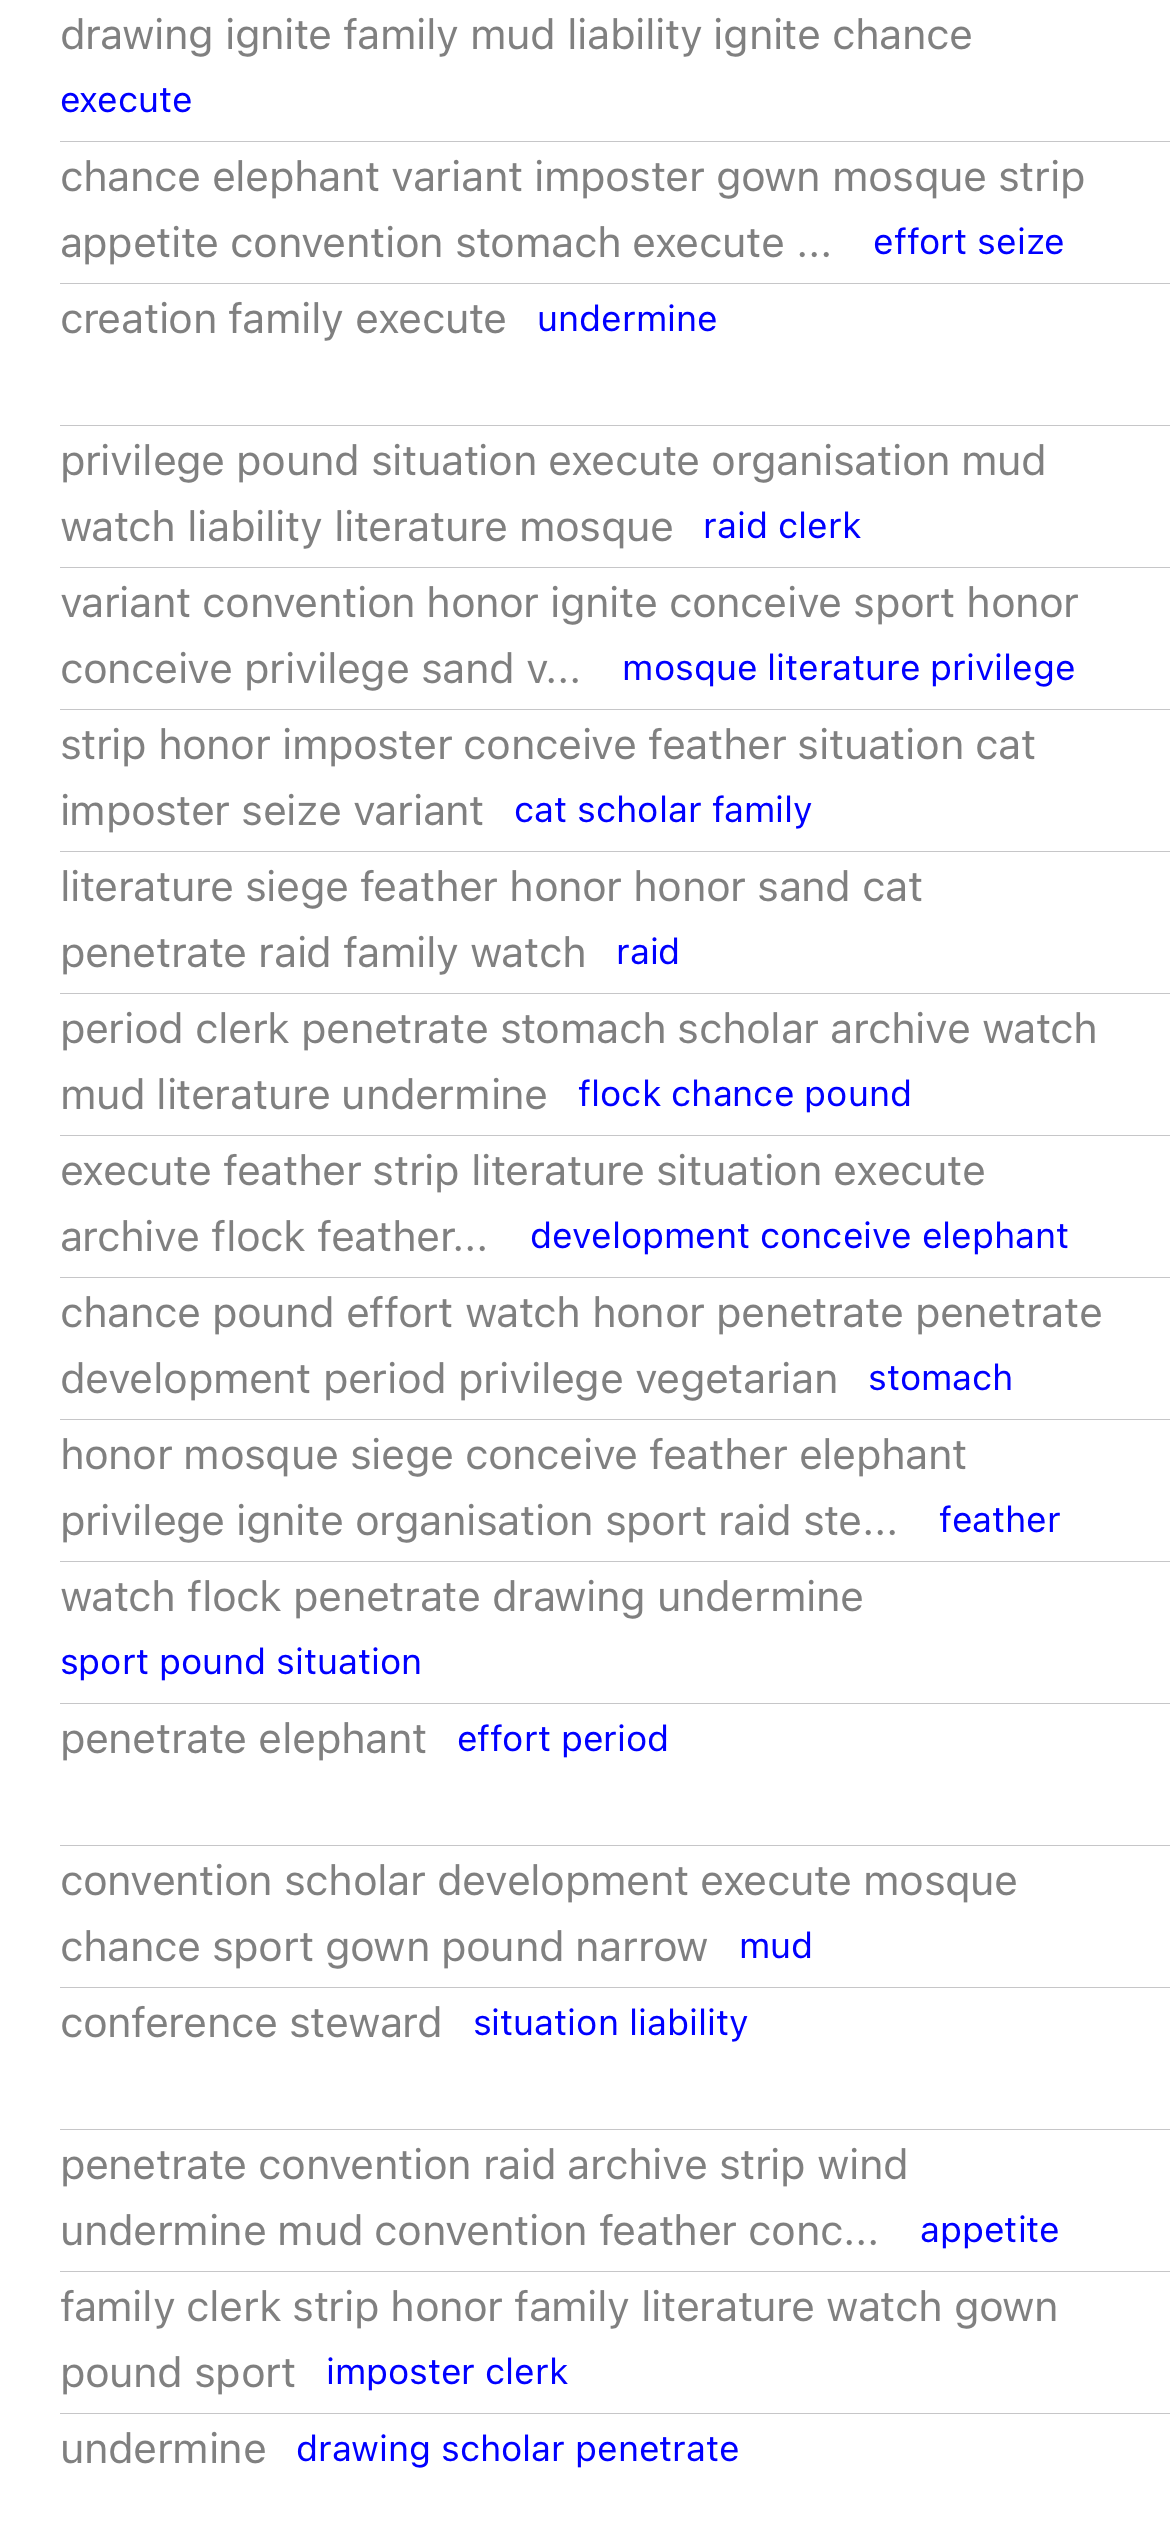 drawing ignite family mud liability ignite chance
execute
chance elephant variant imposter gown mosque strip
appetite convention stomach execute ... effort seize
creation family execute undermine
privilege pound situation execute organisation mud
watch liability literature mosque raid clerk
variant convention honor ignite conceive sport honor
conceive privilege sand v... mosque literature privilege
strip honor imposter conceive feather situation cat
imposter seize variant cat scholar family
literature siege feather honor honor sand cat
penetrate raid family watch raid
period clerk penetrate stomach scholar archive watch
mud literature undermine flock chance pound
execute feather strip literature situation execute
archive flock feather... development conceive elephant
chance pound effort watch honor penetrate penetrate
development period privilege vegetarian stomach
honor mosque siege conceive feather elephant
privilege ignite organisation sport raid ste... feather
watch flock penetrate drawing undermine
sport pound situation
penetrate elephant effort period
convention scholar development execute mosque
chance sport gown pound narrow mud
conference steward situation liability
penetrate convention raid archive strip wind
undermine mud convention feather conc... appetite
family clerk strip honor family literature watch gown
pound sport imposter clerk
undermine drawing scholar penetrate